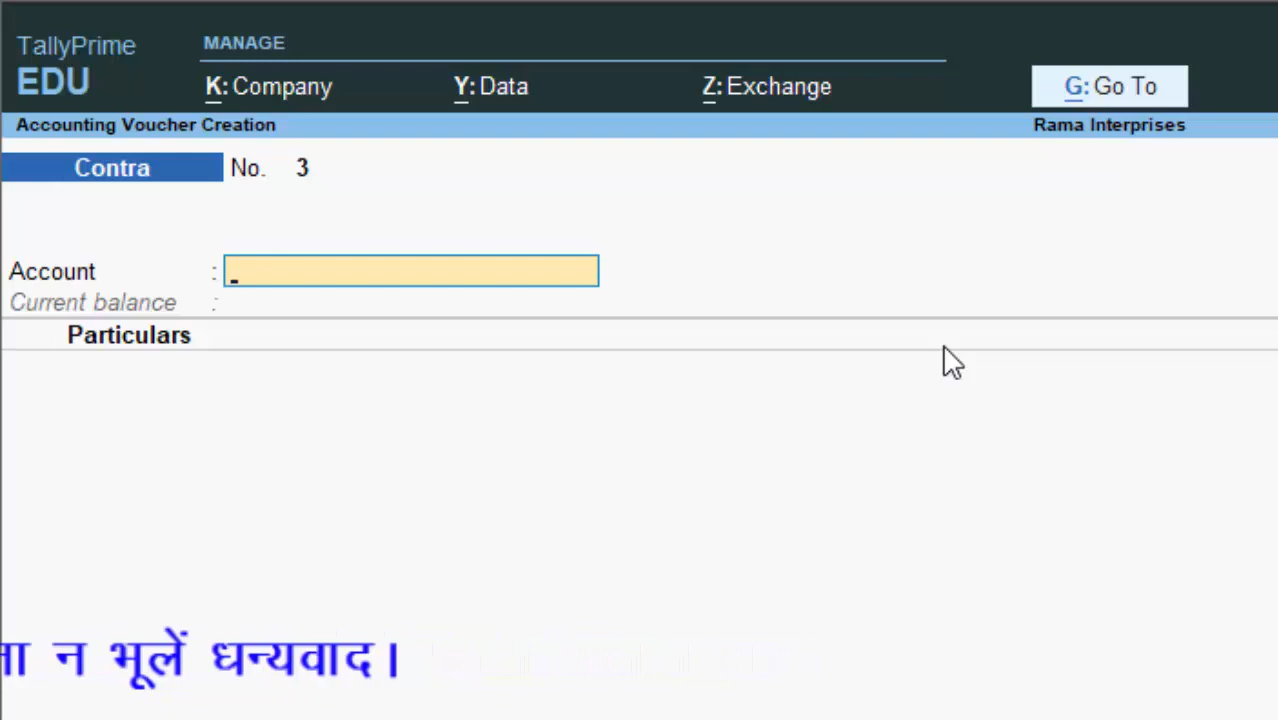 TallyPrime
EDU
MANAGE
K: Company
Y: Data
Z: Exchange
G: Go To
Accounting Voucher Creation
Rama Interprises
Contra No. 3
Account :
Current balance :
Particulars
न भूलें धन्यवाद।